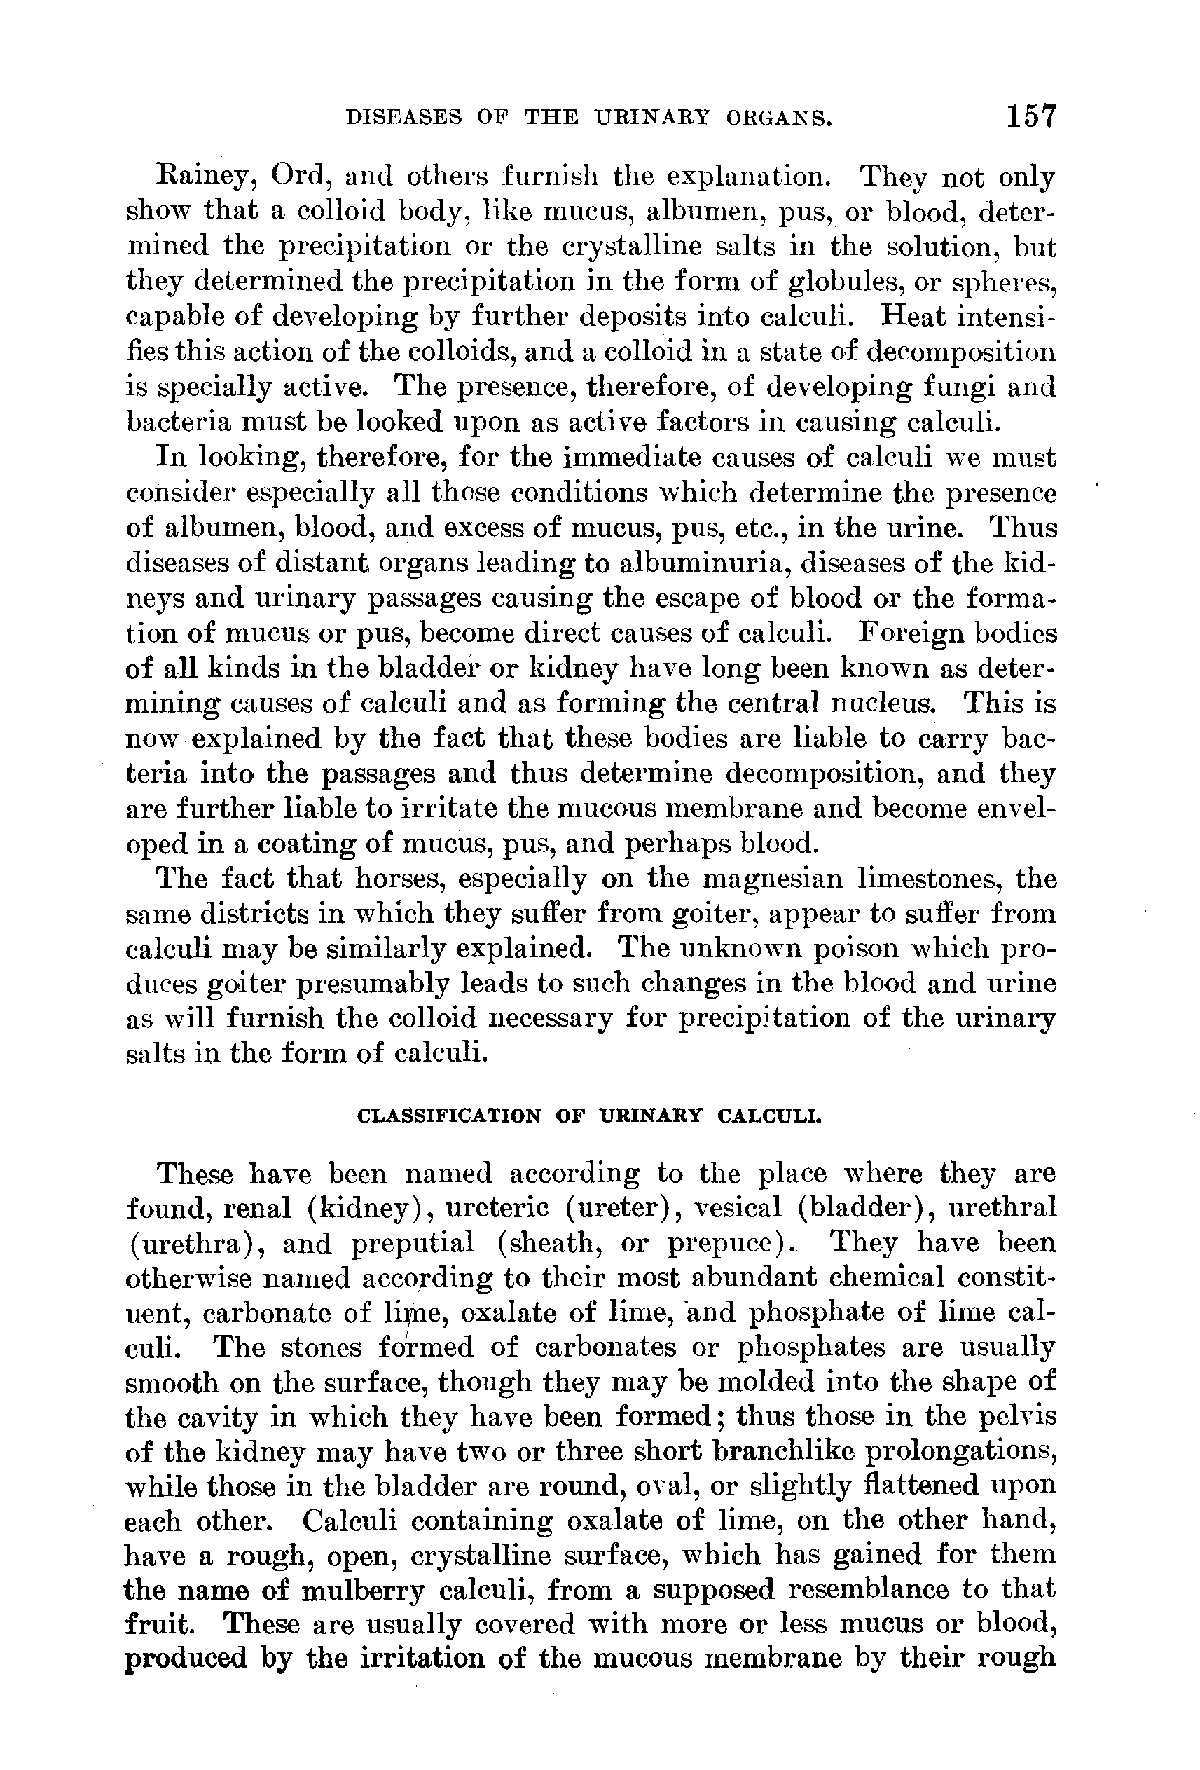 DISEASES OF THE URINARY ORGANS. 157
Rainey, Ord, and others furnish the explanation. They not only
show that a colloid body, like mucus, albumen, pus, or blood, deter-
mined the precipitation or the crystalline salts in the solution, but
they determined the precipitation in the form of globules, or spheres,
capable of developing by further deposits into calculi. Heat intensi-
fies this action of the colloids, and a colloid in a state of decomposition
is specially active. The presence, therefore, of developing fungi and
bacteria must be looked upon as active factors in causing calculi.
In looking, therefore, for the immediate causes of calculi we must
consider especially all those conditions which determine the presence
of albumen, blood, and excess of mucus, pus, etc., in the urine. Thus
diseases of distant organs leading to albuminuria, diseases of the kid-
neys and urinary passages causing the escape of blood or the forma-
tion of mucus or pus, become direct causes of calculi. Foreign bodies
of all kinds in the bladder or kidney have long been known as deter-
mining causes of calculi and as forming the central nucleus. This is
now explained by the fact that these bodies are liable to carry bac-
teria into the passages and thus determine decomposition, and they
are further liable to irritate the mucous membrane and become envel-
oped in a coating of mucus, pus, and perhaps blood.
The fact that horses, especially on the magnesian limestones, the
same districts in which they suffer from goiter, appear to suffer from
calculi may be similarly explained. The unknown poison which pro-
duces goiter presumably leads to such changes in the blood and urine
as will furnish the colloid necessary for precipitation of the urinary
salts in the form of calculi.
CLASSIFICATION OF URINARY CALCULI.
These have been named according to the place where they are
found, renal (kidney), ureteric (ureter), vesical (bladder), urethral
(urethra), and preputial (sheath, or prepuce). They have been
otherwise named according to their most abundant chemical constit-
uent, carbonate of lime, oxalate of lime, and phosphate of lime cal-
culi. The stones formed of carbonates or phosphates are usually
smooth on the surface, though they may be molded into the shape of
the cavity in which they have been formed; thus those in the pelvis
of the kidney may have two or three short branchlike prolongations,
while those in the bladder are round, oval, or slightly flattened upon
each other. Calculi containing oxalate of lime, on the other hand,
have a rough, open, crystalline surface, which has gained for them
the name of mulberry calculi, from a supposed resemblance to that
fruit. These are usually covered with more or less mucus or blood,
produced by the irritation of the mucous membrane by their rough